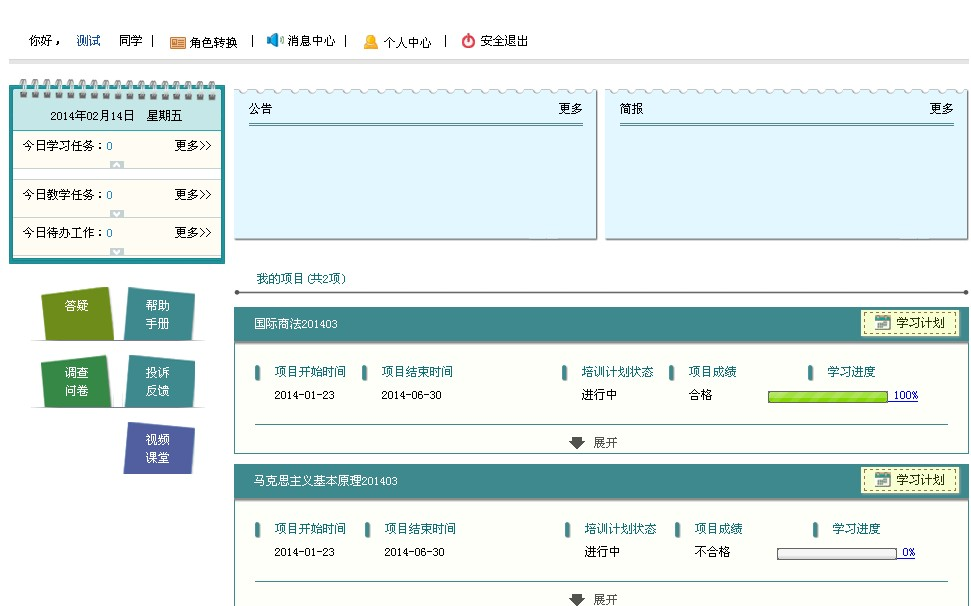 你好， 测试 同学 | 角色转换 | 消息中心 | 个人中心 | 安全退出
2014年02月14日 星期五
今日学习任务：0 更多>>
今日教学任务：0 更多>>
今日待办工作：0 更多>>
公告 更多
简报 更多
答疑
帮助
手册
调查
问卷
投诉
反馈
视频
课堂
我的项目(共2项)
国际商法201403 学习计划
项目开始时间 项目结束时间 培训计划状态 项目成绩 学习进度
2014-01-23 2014-06-30 进行中 合格 100%
展开
马克思主义基本原理201403 学习计划
项目开始时间 项目结束时间 培训计划状态 项目成绩 学习进度
2014-01-23 2014-06-30 进行中 不合格 0%
展开